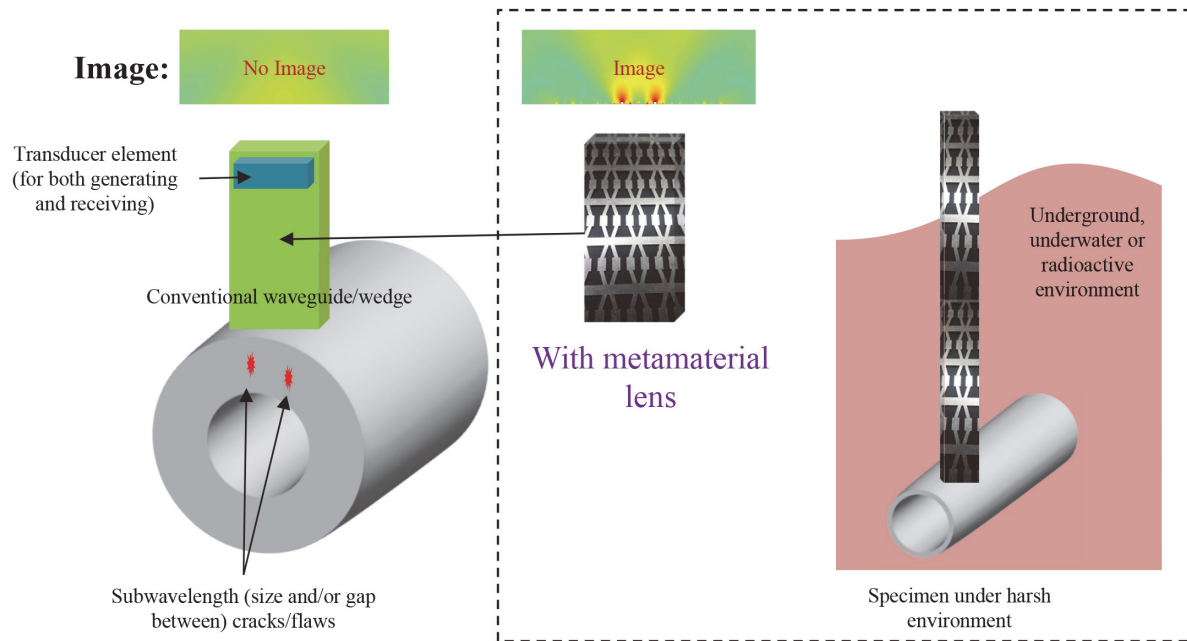 Image:
No Image
Image
Transducer element
(for both generating
and receiving)
Conventional waveguide/wedge
Subwavelength (size and/or gap
between) cracks/flaws
With metamaterial
lens
Underground,
underwater or
radioactive
environment
Specimen under harsh
environment